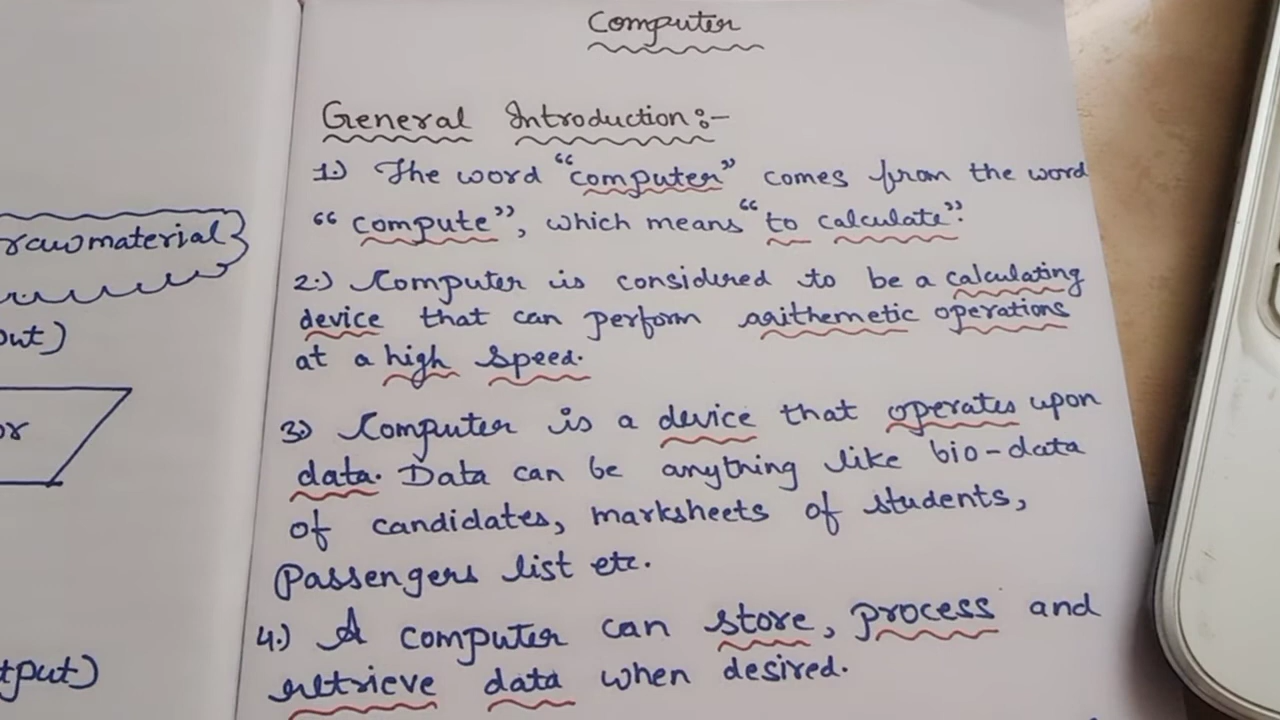 Computer
General Introduction:-
1.) The word "computer" comes from the word
"compute", which means "to calculate".
2.) Computer is considered to be a calculating
device that can perform arithemetic operations
at a high speed.
3.) Computer is a device that operates upon
data. Data can be anything like bio-data
of candidates, marksheets of students,
Passengers list etc.
4.) A computer can store, process and
retrieve data when desired.
raw material